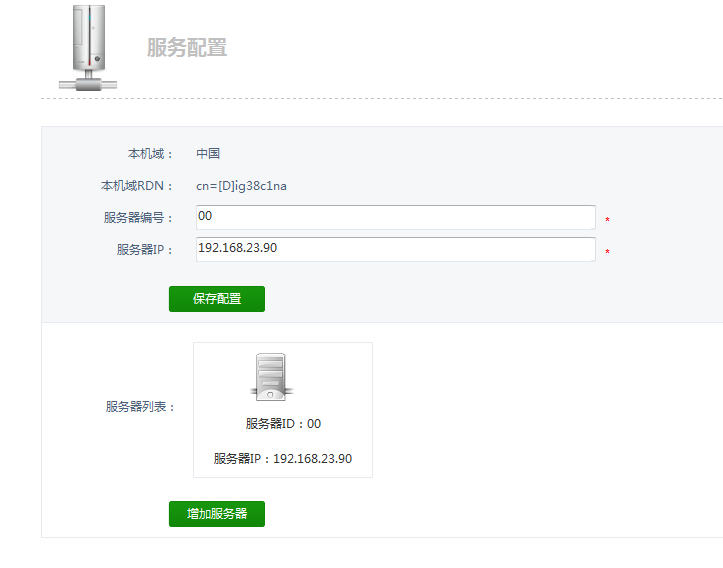 服务配置
本机域： 中国
本机域RDN： cn=[D]ig38c1na
服务器编号： 00 *
服务器IP： 192.168.23.90 *
保存配置
服务器列表：
服务器ID：00
服务器IP：192.168.23.90
增加服务器